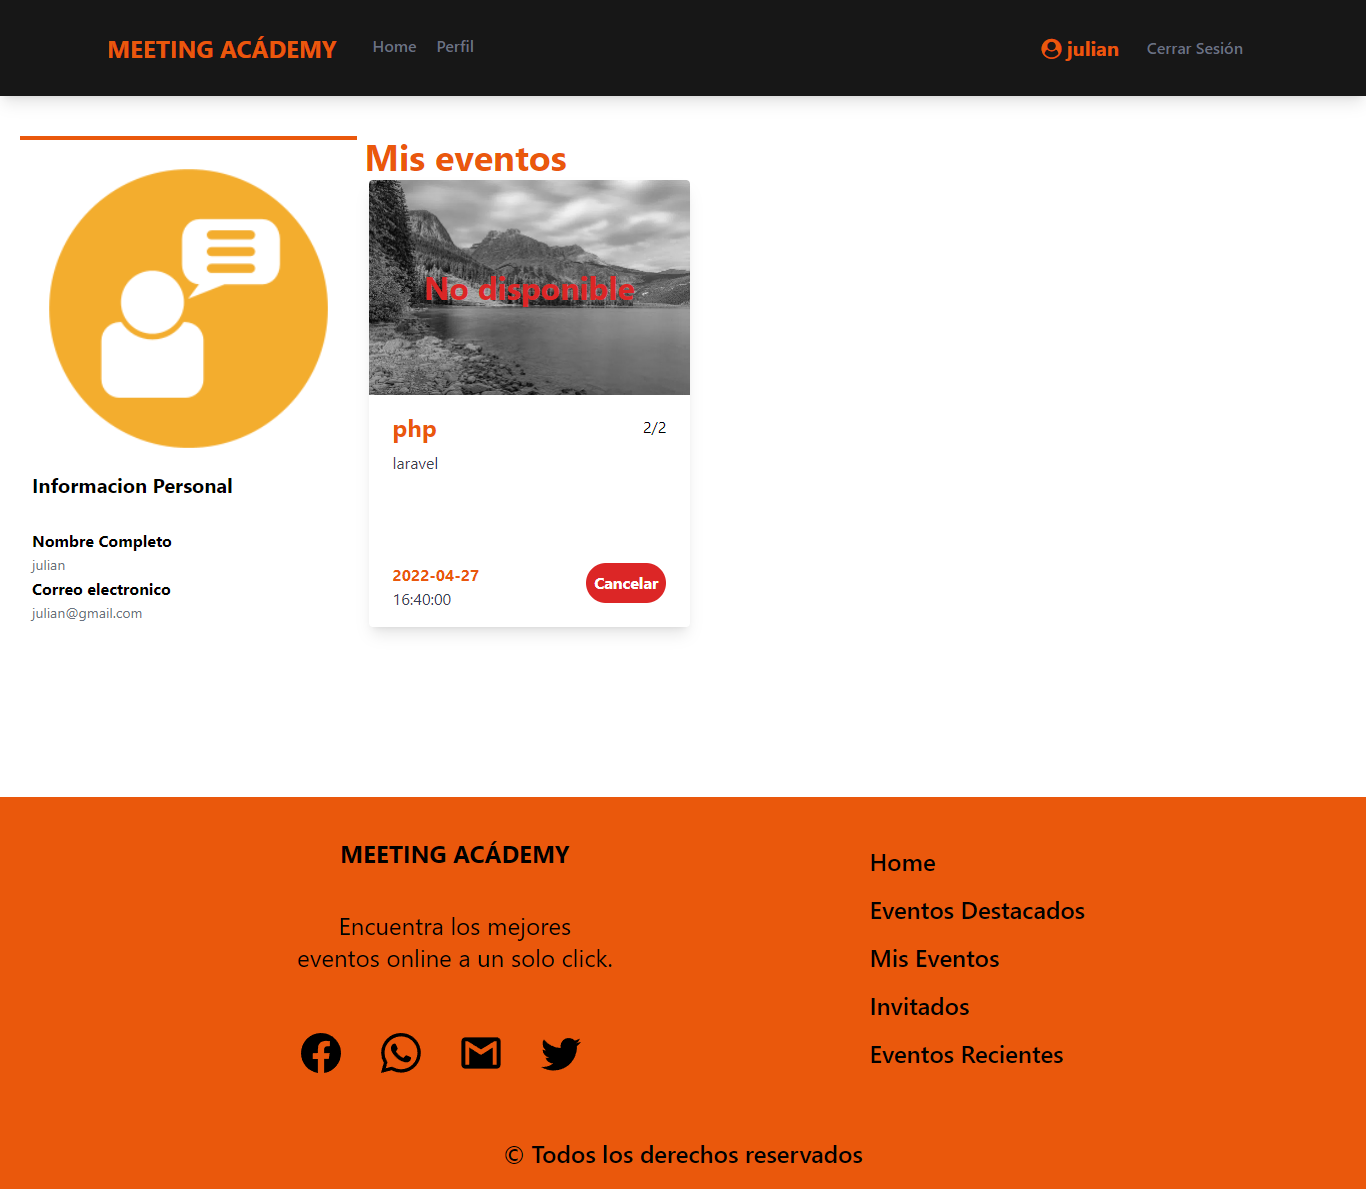 MEETING ACÁDEMY
Home
Perfil
julian
Cerrar Sesión
Informacion Personal
Nombre Completo
julian
Correo electronico
julian@gmail.com
Mis eventos
No disponible
php
2/2
laravel
2022-04-27
16:40:00
Cancelar
MEETING ACÁDEMY
Encuentra los mejores
eventos online a un solo click.
Home
Eventos Destacados
Mis Eventos
Invitados
Eventos Recientes
© Todos los derechos reservados